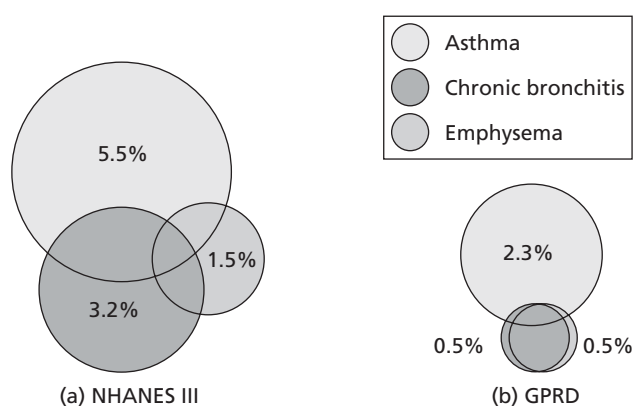 Asthma
Chronic bronchitis
Emphysema
5.5%
1.5%
3.2%
(a) NHANES III
2.3%
0.5%
0.5%
(b) GPRD